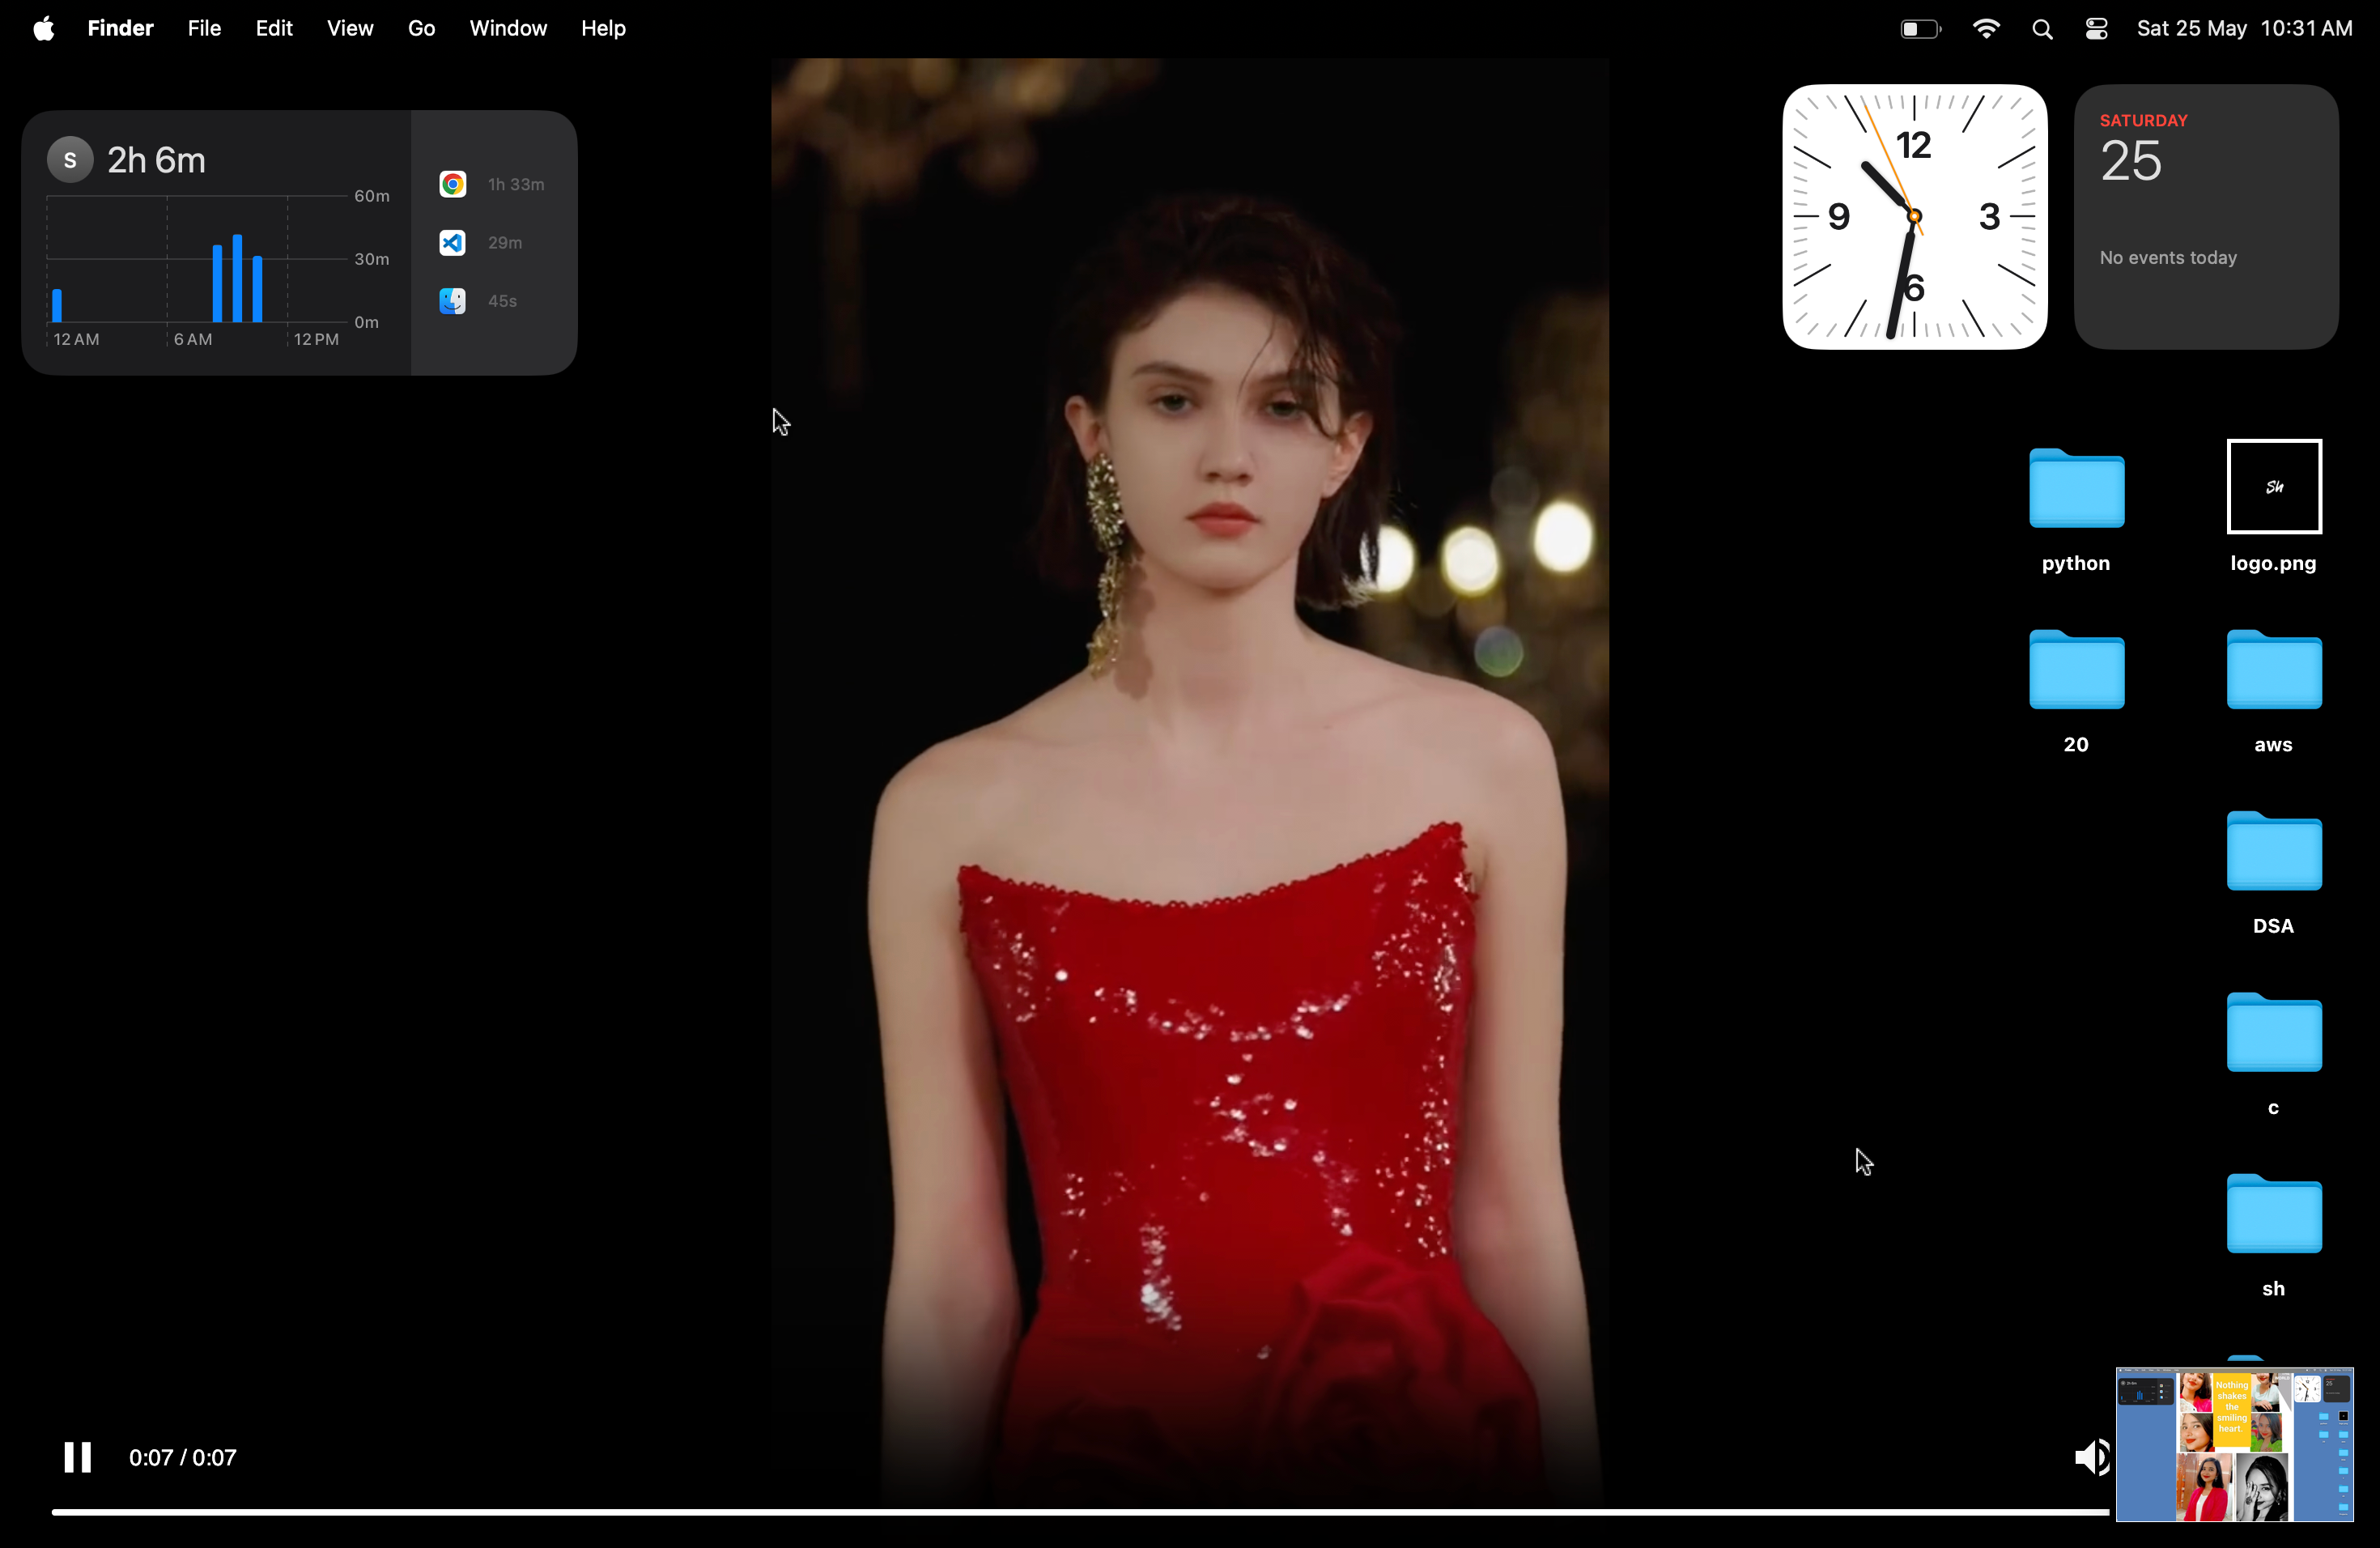 Finder File Edit View Go Window Help
Sat 25 May 10:31 AM
S
2h 6m
60m
30m
0m
12 AM 6 AM 12 PM
1h 33m
29m
45s
12
9
3
6
SATURDAY
25
No events today
Sh
python logo.png
20 aws
DSA
c
sh
0:07 / 0:07
Nothing
shakes
the
smiling
heart.